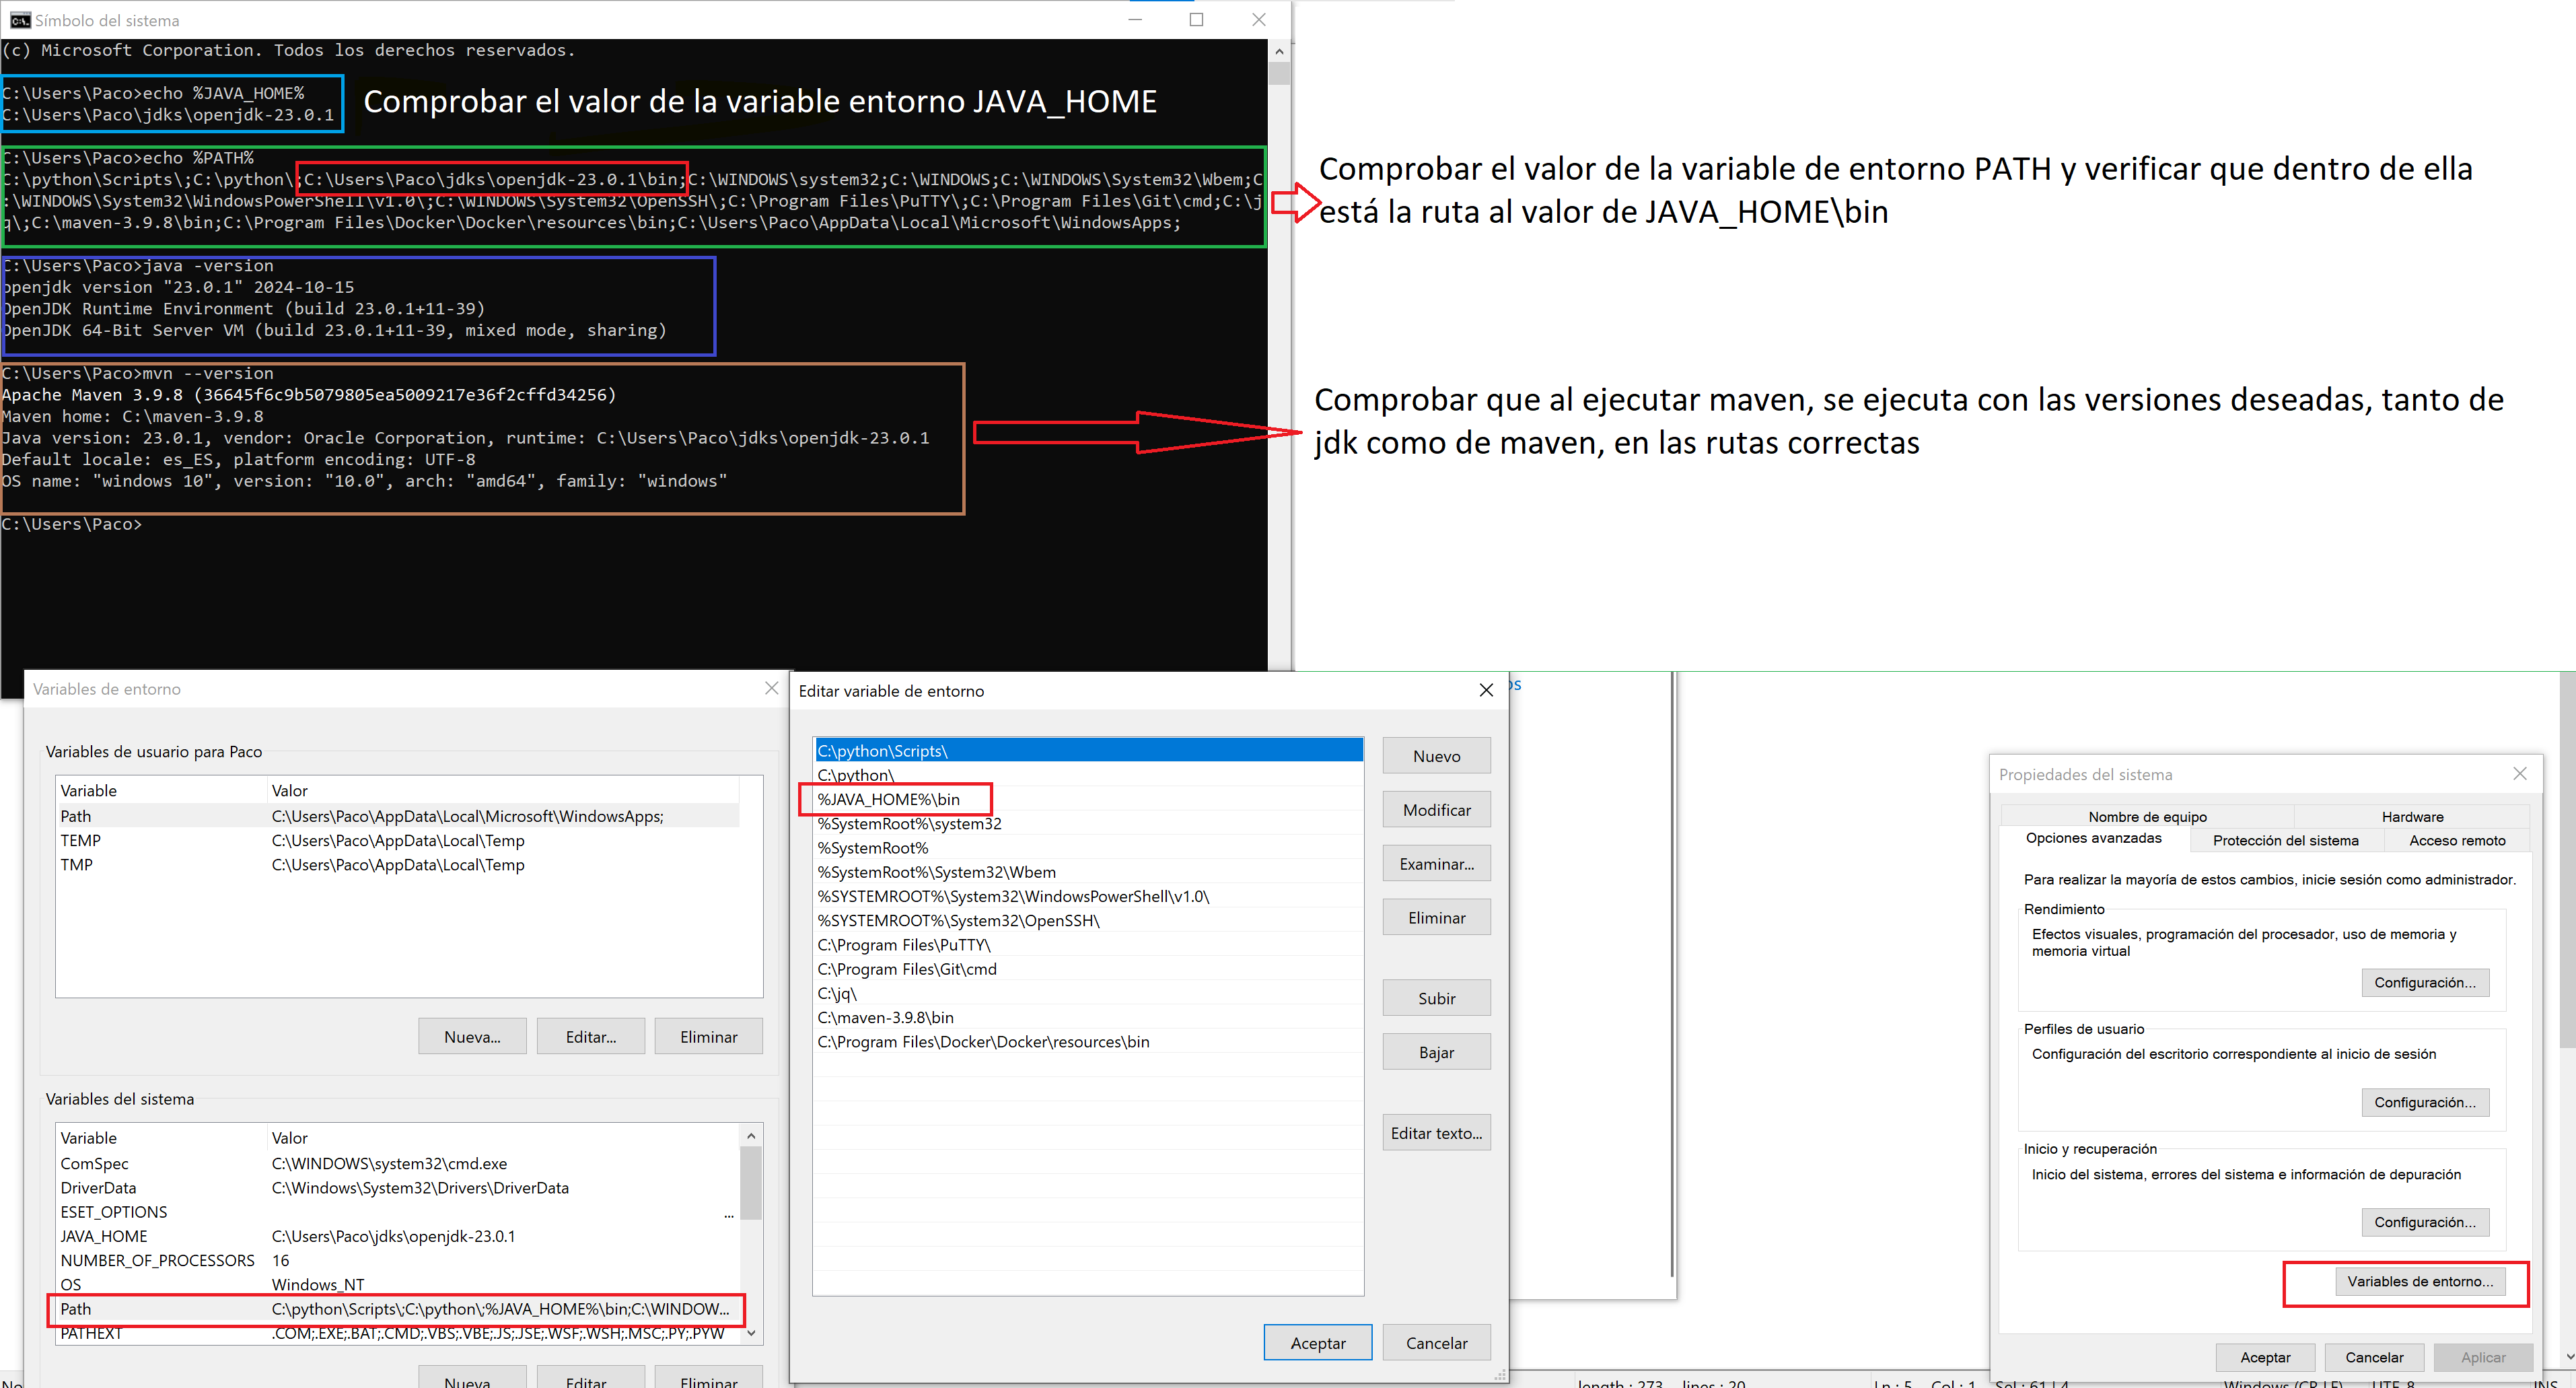 Símbolo del sistema
(c) Microsoft Corporation. Todos los derechos reservados.
C:\Users\Paco>echo %JAVA_HOME%
C:\Users\Paco\jdks\openjdk-23.0.1
Comprobar el valor de la variable entorno JAVA_HOME
C:\Users\Paco>echo %PATH%
C:\python\Scripts\;C:\python\;C:\Users\Paco\jdks\openjdk-23.0.1\bin;C:\WINDOWS\system32;C:\WINDOWS;C:\WINDOWS\System32\Wbem;C
:\WINDOWS\System32\WindowsPowerShell\v1.0\;C:\WINDOWS\System32\OpenSSH\;C:\Program Files\PuTTY\;C:\Program Files\Git\cmd;C:\j
q\;C:\maven-3.9.8\bin;C:\Program Files\Docker\Docker\resources\bin;C:\Users\Paco\AppData\Local\Microsoft\WindowsApps;
Comprobar el valor de la variable de entorno PATH y verificar que dentro de ella
está la ruta al valor de JAVA_HOME\bin
C:\Users\Paco>java -version
openjdk version "23.0.1" 2024-10-15
OpenJDK Runtime Environment (build 23.0.1+11-39)
OpenJDK 64-Bit Server VM (build 23.0.1+11-39, mixed mode, sharing)
C:\Users\Paco>mvn --version
Apache Maven 3.9.8 (36645f6c9b5079805ea5009217e36f2cffd34256)
Maven home: C:\maven-3.9.8
Java version: 23.0.1, vendor: Oracle Corporation, runtime: C:\Users\Paco\jdks\openjdk-23.0.1
Default locale: es_ES, platform encoding: UTF-8
OS name: "windows 10", version: "10.0", arch: "amd64", family: "windows"
C:\Users\Paco>
Comprobar que al ejecutar maven, se ejecuta con las versiones deseadas, tanto de
jdk como de maven, en las rutas correctas
Variables de entorno
Variables de usuario para Paco
Variable Valor
Path C:\Users\Paco\AppData\Local\Microsoft\WindowsApps;
TEMP C:\Users\Paco\AppData\Local\Temp
TMP C:\Users\Paco\AppData\Local\Temp
Nueva... Editar... Eliminar
Variables del sistema
Variable Valor
ComSpec C:\WINDOWS\system32\cmd.exe
DriverData C:\Windows\System32\Drivers\DriverData
ESET_OPTIONS ...
JAVA_HOME C:\Users\Paco\jdks\openjdk-23.0.1
NUMBER_OF_PROCESSORS 16
OS Windows_NT
Path C:\python\Scripts\;C:\python\;%JAVA_HOME%\bin;C:\WINDOW...
PATHEXT .COM;.EXE;.BAT;.CMD;.VBS;.VBE;.JS;.JSE;.WSF;.WSH;.MSC;.PY;.PYW
Nueva Editar Eliminar
Editar variable de entorno
C:\python\Scripts\
C:\python\
%JAVA_HOME%\bin
%SystemRoot%\system32
%SystemRoot%
%SystemRoot%\System32\Wbem
%SYSTEMROOT%\System32\WindowsPowerShell\v1.0\
%SYSTEMROOT%\System32\OpenSSH\
C:\Program Files\PuTTY\
C:\Program Files\Git\cmd
C:\jq\
C:\maven-3.9.8\bin
C:\Program Files\Docker\Docker\resources\bin
Nuevo
Modificar
Examinar...
Eliminar
Subir
Bajar
Editar texto...
Aceptar Cancelar
Propiedades del sistema
Nombre de equipo Hardware
Opciones avanzadas Protección del sistema Acceso remoto
Para realizar la mayoría de estos cambios, inicie sesión como administrador.
Rendimiento
Efectos visuales, programación del procesador, uso de memoria y
memoria virtual
Configuración...
Perfiles de usuario
Configuración del escritorio correspondiente al inicio de sesión
Configuración...
Inicio y recuperación
Inicio del sistema, errores del sistema e información de depuración
Configuración...
Variables de entorno...
Aceptar Cancelar Aplicar
length : 273 lines : 20 Ln : 5 Col : 1 Sel : 61 | 4 Windows (CR LF) UTF-8 INS